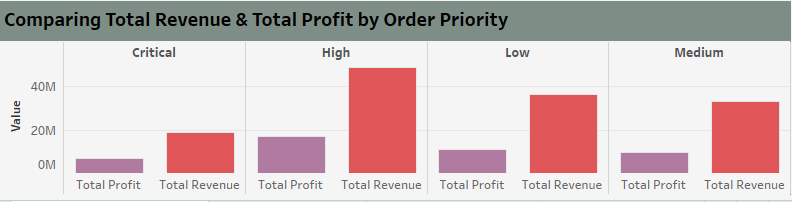 Comparing Total Revenue & Total Profit by Order Priority
Critical High Low Medium
Value
40M
20M
0M
Total Profit Total Revenue Total Profit Total Revenue Total Profit Total Revenue Total Profit Total Revenue